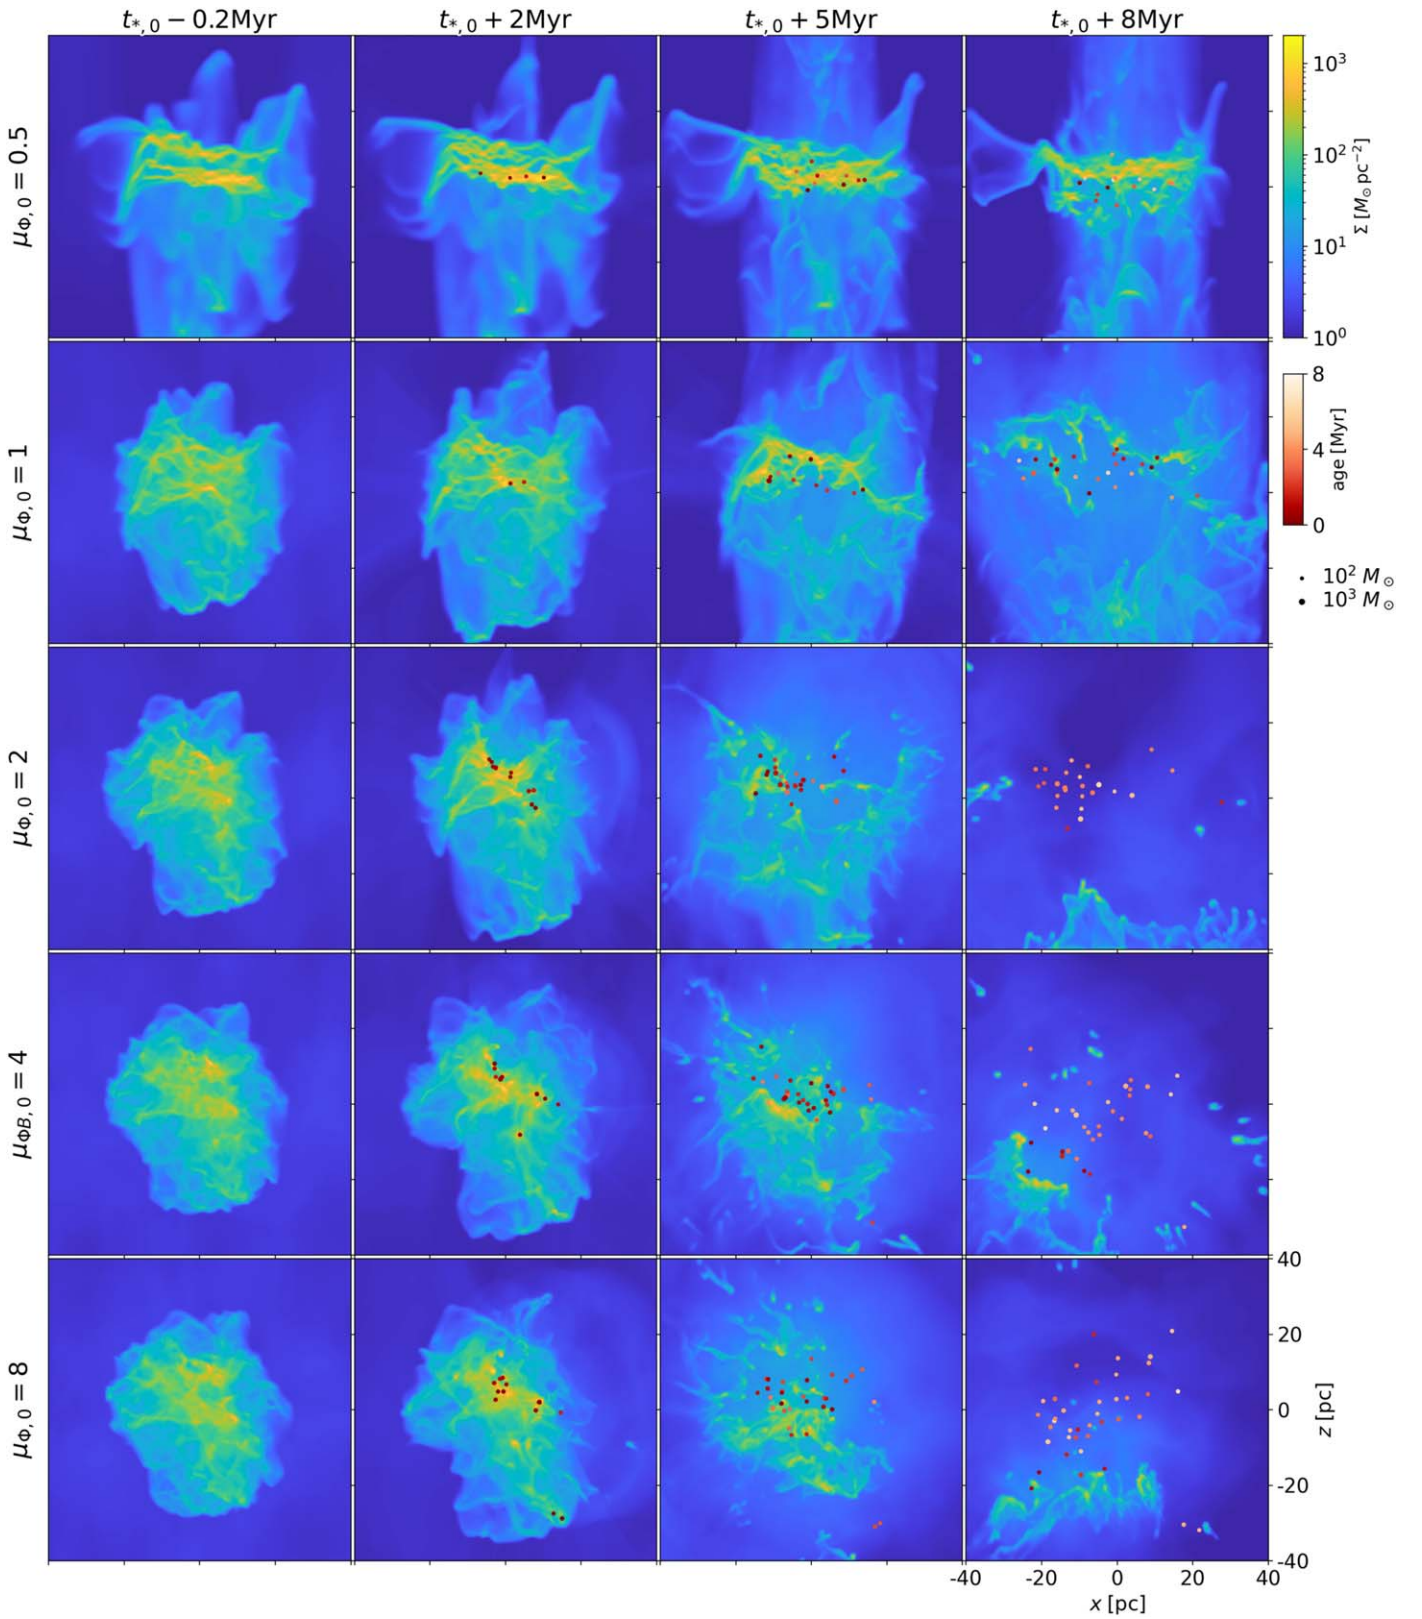 t*,0 − 0.2Myr t*,0 + 2Myr t*,0 + 5Myr t*,0 + 8Myr
μΦ,0 = 0.5
10³
10²
10¹
10⁰
Σ [M⊙ pc⁻²]
μΦ,0 = 1
8
4
0
age [Myr]
10² M⊙
10³ M⊙
μΦ,0 = 2
μΦB,0 = 4
μΦ,0 = 8
40
20
0
-20
-40
z [pc]
-40 -20 0 20 40
x [pc]